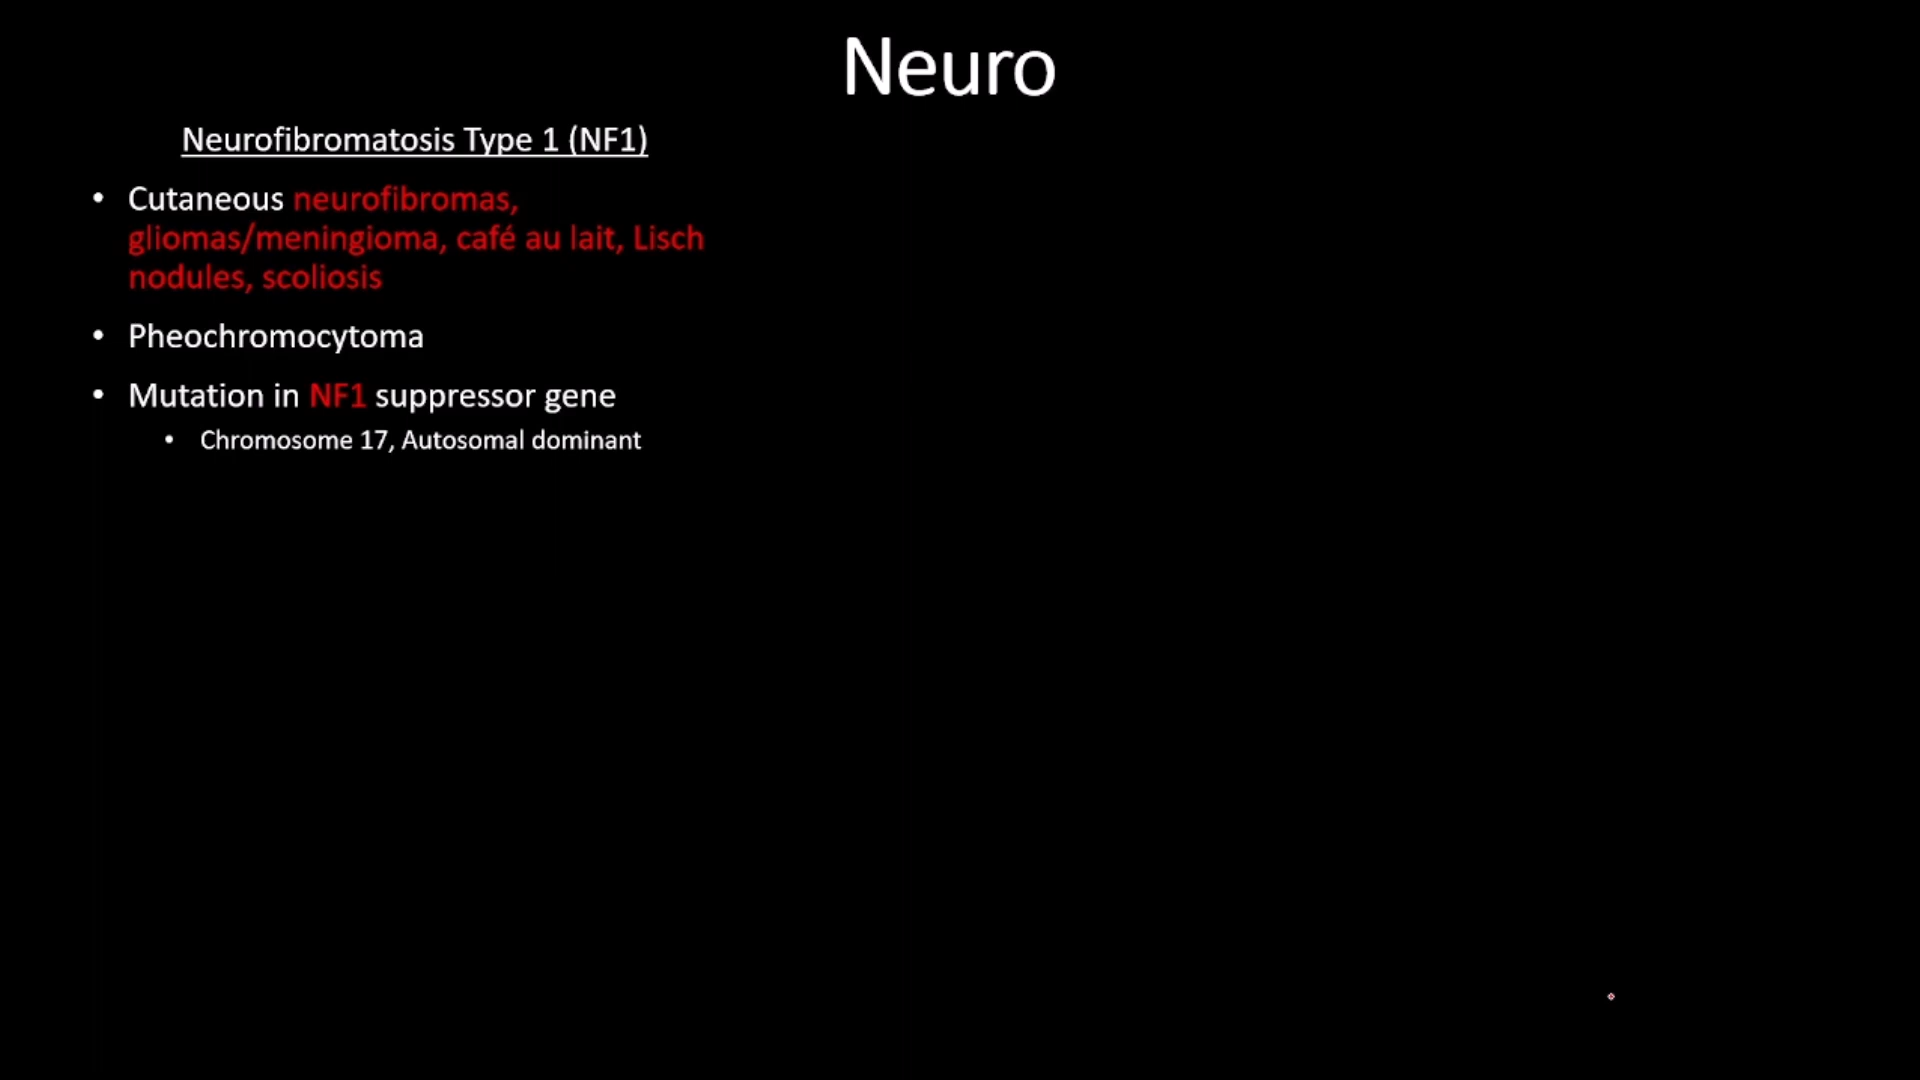 Neuro
Neurofibromatosis Type 1 (NF1)
• Cutaneous neurofibromas,
gliomas/meningioma, café au lait, Lisch
nodules, scoliosis
• Pheochromocytoma
• Mutation in NF1 suppressor gene
• Chromosome 17, Autosomal dominant